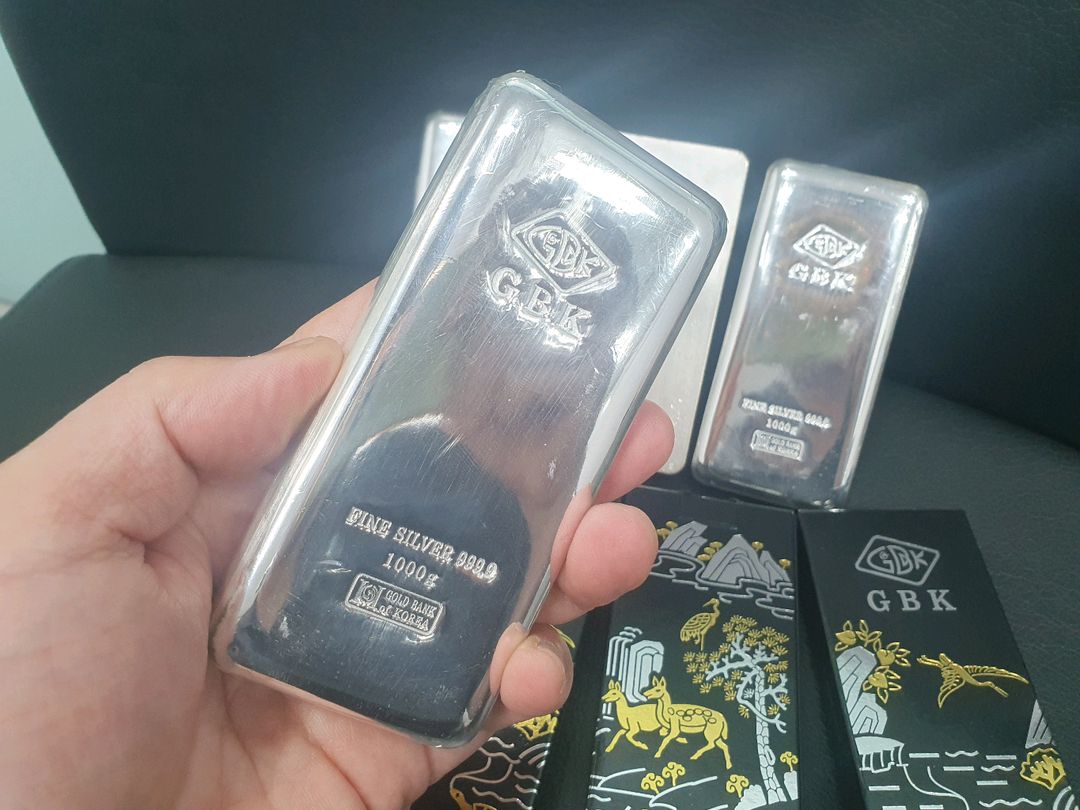 GBK
GBK
FINE SILVER 999.9
1000g
GOLD BANK
of KOREA
GBK
GBK
FINE SILVER 999.9
1000g
GOLD BANK
of KOREA
GBK
GBK